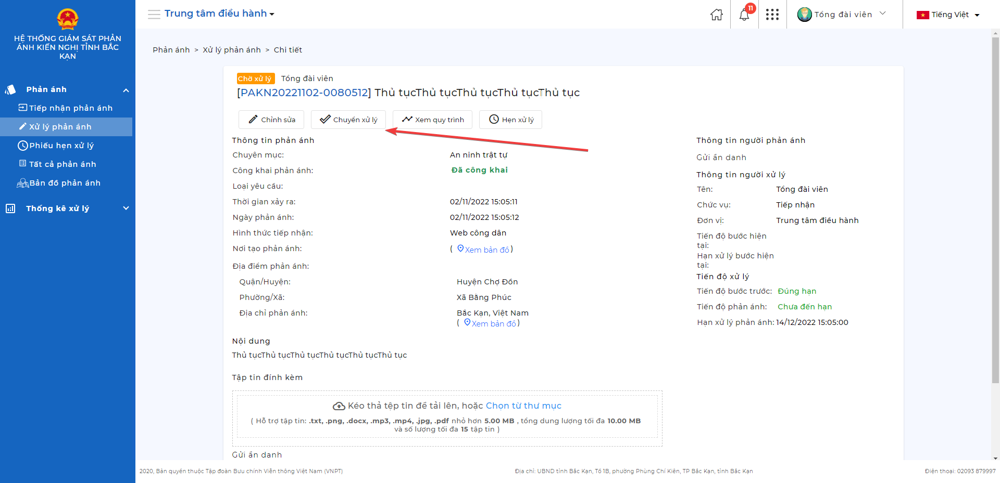 HỆ THỐNG GIÁM SÁT PHẢN
ÁNH KIẾN NGHỊ TỈNH BẮC
KẠN
Trung tâm điều hành
11
Tổng đài viên
Tiếng Việt
Phản ánh
Tiếp nhận phản ánh
Xử lý phản ánh
Phiếu hẹn xử lý
Tất cả phản ánh
Bản đồ phản ánh
Thống kê xử lý
Phản ánh > Xử lý phản ánh > Chi tiết
Chờ xử lý Tổng đài viên
[PAKN20221102-0080512] Thủ tụcThủ tụcThủ tụcThủ tụcThủ tục
Chỉnh sửa
Chuyển xử lý
Xem quy trình
Hẹn xử lý
Thông tin phản ánh
Chuyên mục: An ninh trật tự
Công khai phản ánh: Đã công khai
Loại yêu cầu:
Thời gian xảy ra: 02/11/2022 15:05:11
Ngày phản ánh: 02/11/2022 15:05:12
Hình thức tiếp nhận: Web công dân
Nơi tạo phản ánh: ( Xem bản đồ )
Địa điểm phản ánh:
Quận/Huyện: Huyện Chợ Đồn
Phường/Xã: Xã Bằng Phúc
Địa chỉ phản ánh: Bắc Kạn, Việt Nam
( Xem bản đồ )
Nội dung
Thủ tụcThủ tụcThủ tụcThủ tụcThủ tụcThủ tục
Tập tin đính kèm
Kéo thả tệp tin để tải lên, hoặc Chọn từ thư mục
( Hỗ trợ tập tin: .txt, .png, .docx, .mp3, .mp4, .jpg, .pdf nhỏ hơn 5.00 MB , tổng dung lượng tối đa 10.00 MB
và số lượng tối đa 15 tập tin )
Gửi ẩn danh
Thông tin người phản ánh
Gửi ẩn danh
Thông tin người xử lý
Tên: Tổng đài viên
Chức vụ: Tiếp nhận
Đơn vị: Trung tâm điều hành
Tiến độ bước hiện
tại:
Hạn xử lý bước hiện
tại:
Tiến độ xử lý
Tiến độ bước trước: Đúng hạn
Tiến độ phản ánh: Chưa đến hạn
Hạn xử lý phản ánh: 14/12/2022 15:05:00
2020, Bản quyền thuộc Tập đoàn Bưu chính Viễn thông Việt Nam (VNPT)
Địa chỉ: UBND tỉnh Bắc Kạn, Tổ 1B, phường Phùng Chí Kiên, TP Bắc Kạn, tỉnh Bắc Kạn
Điện thoại: 02093 879997